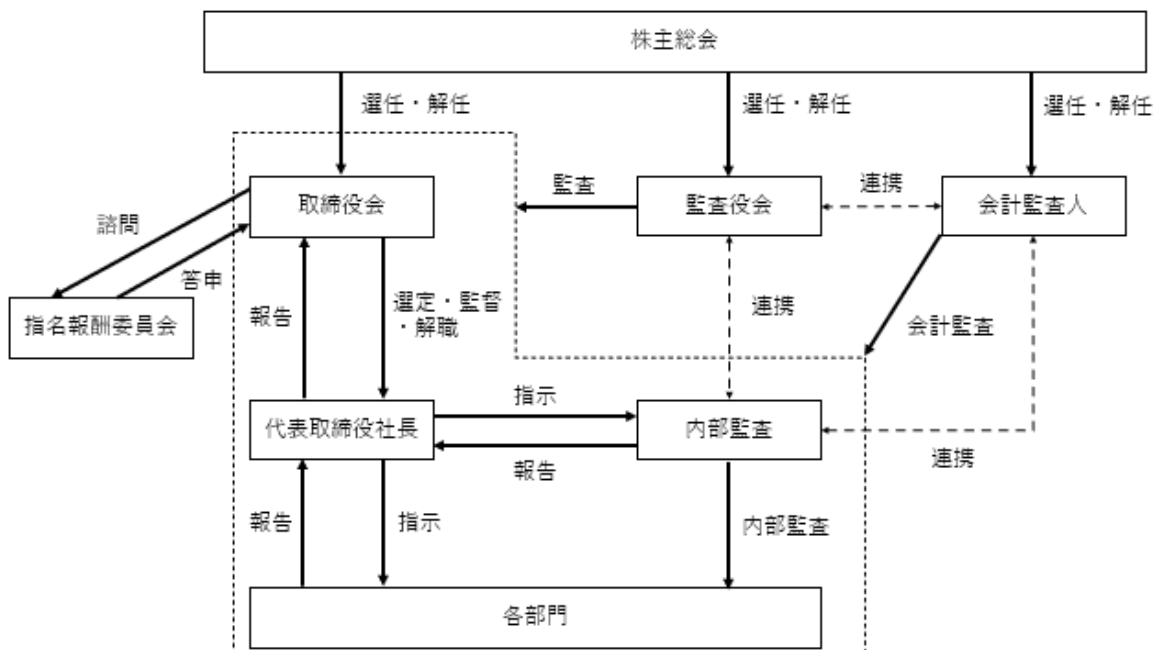 株主総会
選任・解任
選任・解任
選任・解任
取締役会
監査
監査役会
連携
会計監査人
諮問
答申
指名報酬委員会
報告
選定・監督
・解職
連携
会計監査
代表取締役社長
指示
報告
内部監査
連携
報告
指示
内部監査
各部門